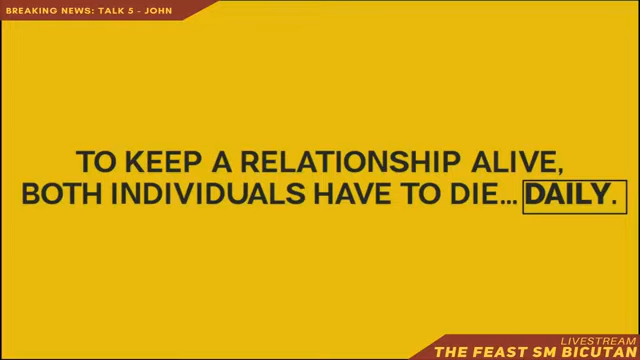 BREAKING NEWS: TALK 5 - JOHN
TO KEEP A RELATIONSHIP ALIVE,
BOTH INDIVIDUALS HAVE TO DIE... DAILY.
LIVESTREAM
THE FEAST SM BICUTAN